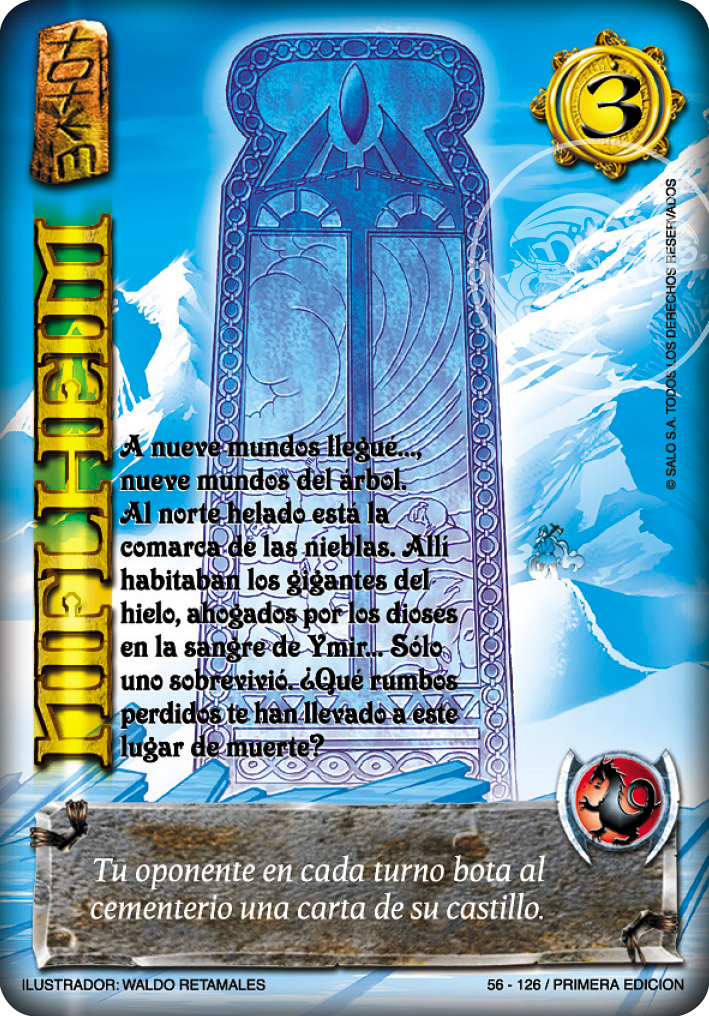 3
NIFLHEIM
© SALO S.A. TODOS LOS DERECHOS RESERVADOS
A nueve mundos llegué...,
nueve mundos del árbol.
Al norte helado está la
comarca de las nieblas. Allí
habitaban los gigantes del
hielo, ahogados por los dioses
en la sangre de Ymir... Sólo
uno sobrevivió. ¿Qué rumbos
perdidos te han llevado a este
lugar de muerte?
Tu oponente en cada turno bota al
cementerio una carta de su castillo.
ILUSTRADOR: WALDO RETAMALES
56 - 126 / PRIMERA EDICION